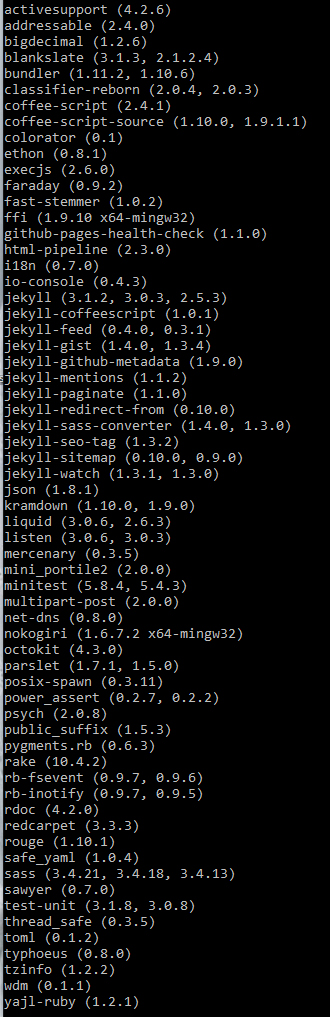 activesupport (4.2.6)
addressable (2.4.0)
bigdecimal (1.2.6)
blankslate (3.1.3, 2.1.2.4)
bundler (1.11.2, 1.10.6)
classifier-reborn (2.0.4, 2.0.3)
coffee-script (2.4.1)
coffee-script-source (1.10.0, 1.9.1.1)
colorator (0.1)
ethon (0.8.1)
execjs (2.6.0)
faraday (0.9.2)
fast-stemmer (1.0.2)
ffi (1.9.10 x64-mingw32)
github-pages-health-check (1.1.0)
html-pipeline (2.3.0)
i18n (0.7.0)
io-console (0.4.3)
jekyll (3.1.2, 3.0.3, 2.5.3)
jekyll-coffeescript (1.0.1)
jekyll-feed (0.4.0, 0.3.1)
jekyll-gist (1.4.0, 1.3.4)
jekyll-github-metadata (1.9.0)
jekyll-mentions (1.1.2)
jekyll-paginate (1.1.0)
jekyll-redirect-from (0.10.0)
jekyll-sass-converter (1.4.0, 1.3.0)
jekyll-seo-tag (1.3.2)
jekyll-sitemap (0.10.0, 0.9.0)
jekyll-watch (1.3.1, 1.3.0)
json (1.8.1)
kramdown (1.10.0, 1.9.0)
liquid (3.0.6, 2.6.3)
listen (3.0.6, 3.0.3)
mercenary (0.3.5)
mini_portile2 (2.0.0)
minitest (5.8.4, 5.4.3)
multipart-post (2.0.0)
net-dns (0.8.0)
nokogiri (1.6.7.2 x64-mingw32)
octokit (4.3.0)
parslet (1.7.1, 1.5.0)
posix-spawn (0.3.11)
power_assert (0.2.7, 0.2.2)
psych (2.0.8)
public_suffix (1.5.3)
pygments.rb (0.6.3)
rake (10.4.2)
rb-fsevent (0.9.7, 0.9.6)
rb-inotify (0.9.7, 0.9.5)
rdoc (4.2.0)
redcarpet (3.3.3)
rouge (1.10.1)
safe_yaml (1.0.4)
sass (3.4.21, 3.4.18, 3.4.13)
sawyer (0.7.0)
test-unit (3.1.8, 3.0.8)
thread_safe (0.3.5)
toml (0.1.2)
typhoeus (0.8.0)
tzinfo (1.2.2)
wdm (0.1.1)
yajl-ruby (1.2.1)